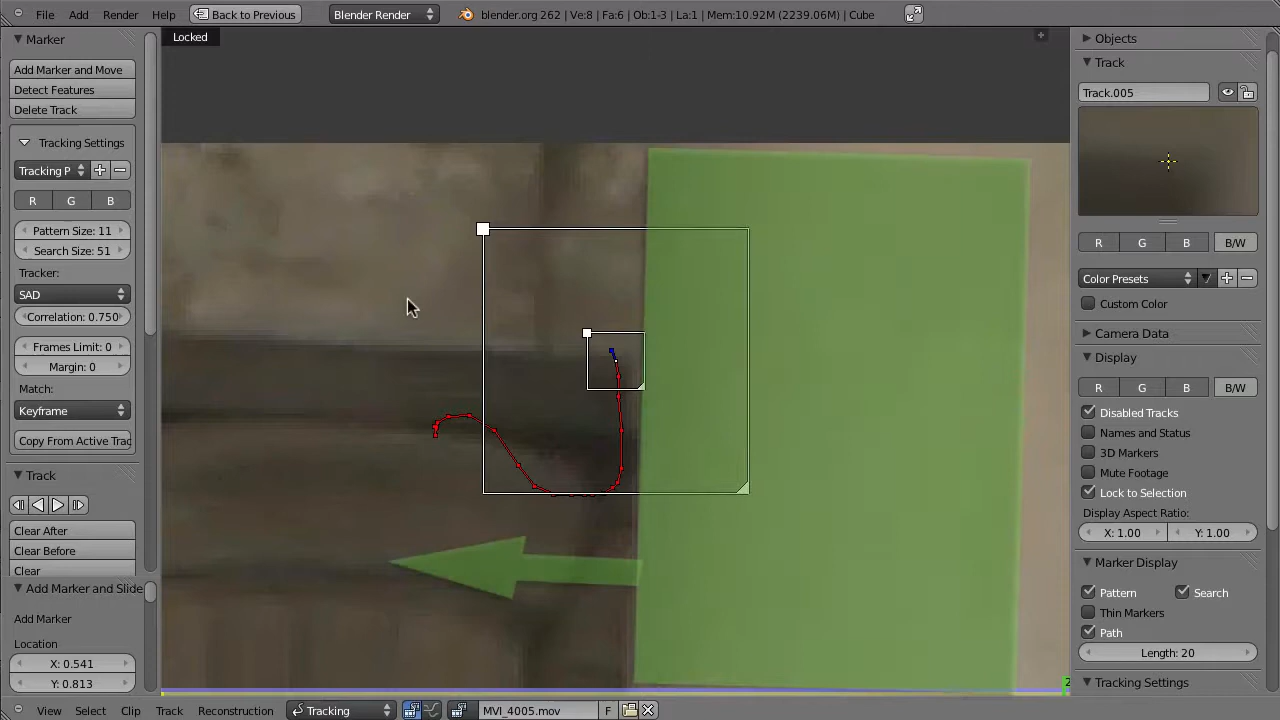 File Add Render Help Back to Previous Blender Render blender.org 262 | Ve:8 | Fa:6 | Ob:1-3 | La:1 | Mem:10.92M (2239.06M) | Cube
Marker
Add Marker and Move
Detect Features
Delete Track
Tracking Settings
Tracking P
R G B
Pattern Size: 11
Search Size: 51
Tracker:
SAD
Correlation: 0.750
Frames Limit: 0
Margin: 0
Match:
Keyframe
Copy From Active Trac
Track
Clear After
Clear Before
Clear
Add Marker and Slide
Add Marker
Location
X: 0.541
Y: 0.813
Locked
2
Objects
Track
Track.005
R G B B/W
Color Presets
Custom Color
Camera Data
Display
R G B B/W
Disabled Tracks
Names and Status
3D Markers
Mute Footage
Lock to Selection
Display Aspect Ratio:
X: 1.00 Y: 1.00
Marker Display
Pattern Search
Thin Markers
Path
Length: 20
Tracking Settings
View Select Clip Track Reconstruction Tracking MVI_4005.mov F